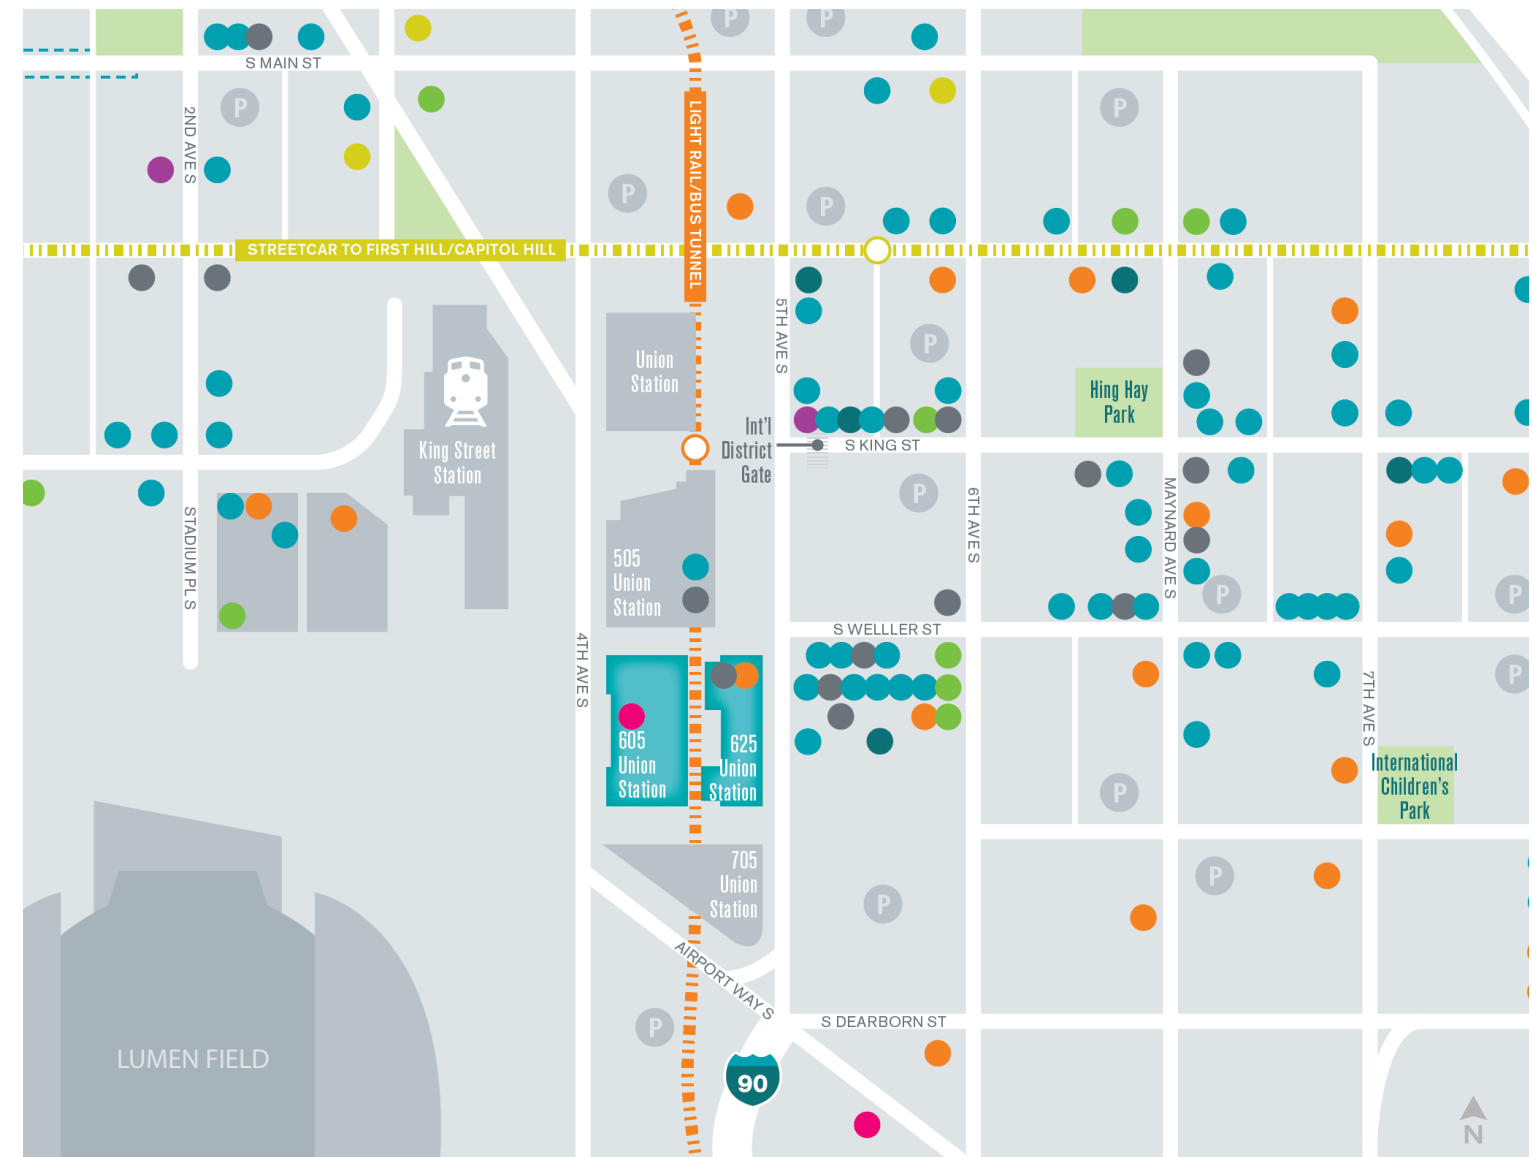 P
P
S MAIN ST
P
P
2ND AVE S
LIGHT RAIL/BUS TUNNEL
P
P
STREETCAR TO FIRST HILL/CAPITOL HILL
5TH AVE S
P
Union
Station
Hing Hay
Park
Int'l
District
Gate
S KING ST
King Street
Station
P
6TH AVE S
MAYNARD AVE S
STADIUM PL S
505
Union
Station
P
P
S WELLLER ST
4TH AVE S
P
7TH AVE S
605
Union
Station
625
Union
Station
P
International
Children's
Park
705
Union
Station
P
P
AIRPORT WAY S
P
S DEARBORN ST
LUMEN FIELD
90
N